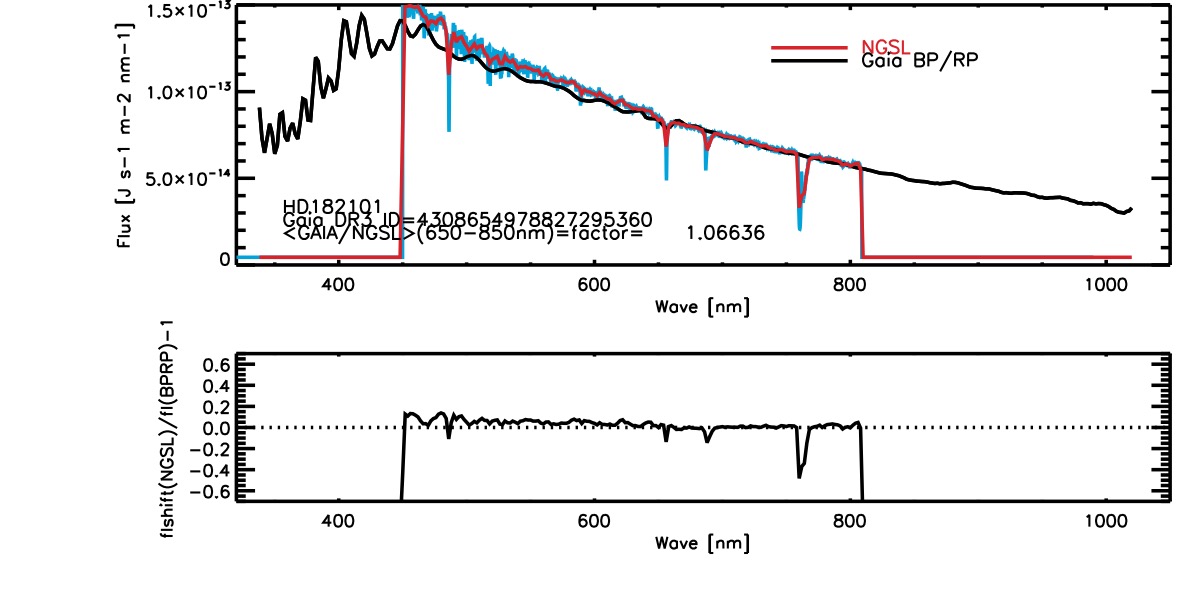 1.5×10−13
1.0×10−13
5.0×10−14
0
Flux [J s−1 m−2 nm−1]
NGSL
Gaia BP/RP
HD182101
Gaia DR3 ID=4308654978827295360
<GAIA/NGSL>(650−850nm)=factor= 1.06636
400 600 800 1000
Wave [nm]
flshift(NGSL)/fl(BPRP)−1
0.6
0.4
0.2
0.0
−0.2
−0.4
−0.6
400 600 800 1000
Wave [nm]